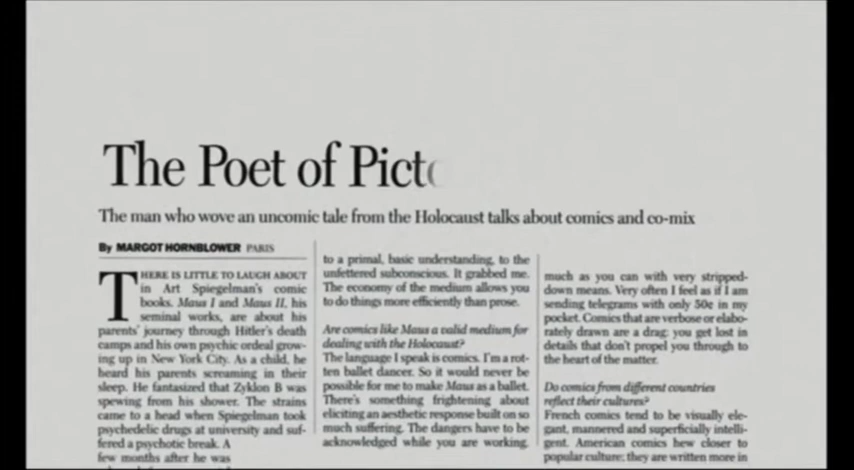 The Poet of Pict
The man who wove an uncomic tale from the Holocaust talks about comics and co-mix
By MARGOT HORNBLOWER PARIS
THERE IS LITTLE TO LAUGH ABOUT
in Art Spiegelman's comic
books. Maus I and Maus II, his
seminal works, are about his
parents' journey through Hitler's death
camps and his own psychic ordeal grow-
ing up in New York City. As a child, he
heard his parents screaming in their
sleep. He fantasized that Zyklon B was
spewing from his shower. The strains
came to a head when Spiegelman took
psychedelic drugs at university and suf-
fered a psychotic break. A
few months after he was
to a primal, basic understanding, to the
unfettered subconscious. It grabbed me.
The economy of the medium allows you
to do things more efficiently than prose.
Are comics like Maus a valid medium for
dealing with the Holocaust?
The language I speak is comics. I'm a rot-
ten ballet dancer. So it would never be
possible for me to make Maus as a ballet.
There's something frightening about
eliciting an aesthetic response built on so
much suffering. The dangers have to be
acknowledged while you are working.
much as you can with very stripped-
down means. Very often I feel as if I am
sending telegrams with only 50¢ in my
pocket. Comics that are verbose or elabo-
rately drawn are a drag; you get lost in
details that don't propel you through to
the heart of the matter.
Do comics from different countries
reflect their cultures?
French comics tend to be visually ele-
gant, mannered and superficially intelli-
gent. American comics hew closer to
popular culture; they are written more in